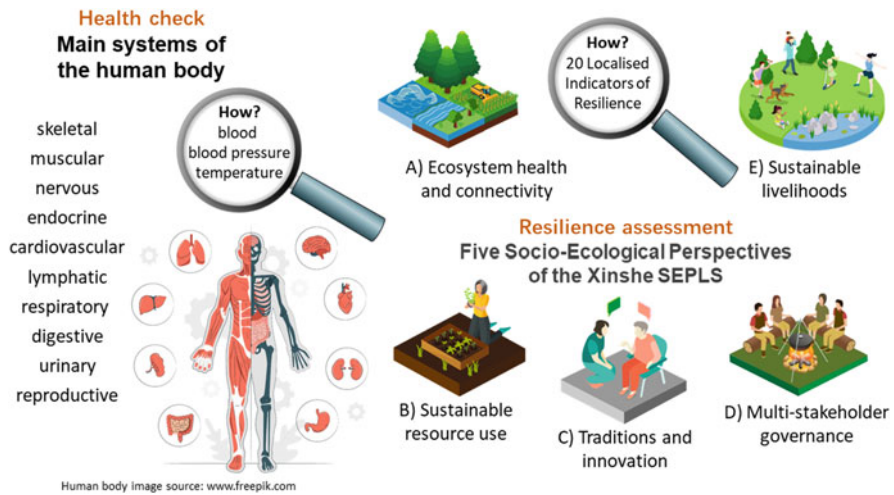 Health check
Main systems of
the human body
How?
blood
blood pressure
temperature
skeletal
muscular
nervous
endocrine
cardiovascular
lymphatic
respiratory
digestive
urinary
reproductive
Human body image source: www.freepik.com
How?
20 Localised
Indicators of
Resilience
A) Ecosystem health
and connectivity
E) Sustainable
livelihoods
Resilience assessment
Five Socio-Ecological Perspectives
of the Xinshe SEPLS
B) Sustainable
resource use
C) Traditions and
innovation
D) Multi-stakeholder
governance